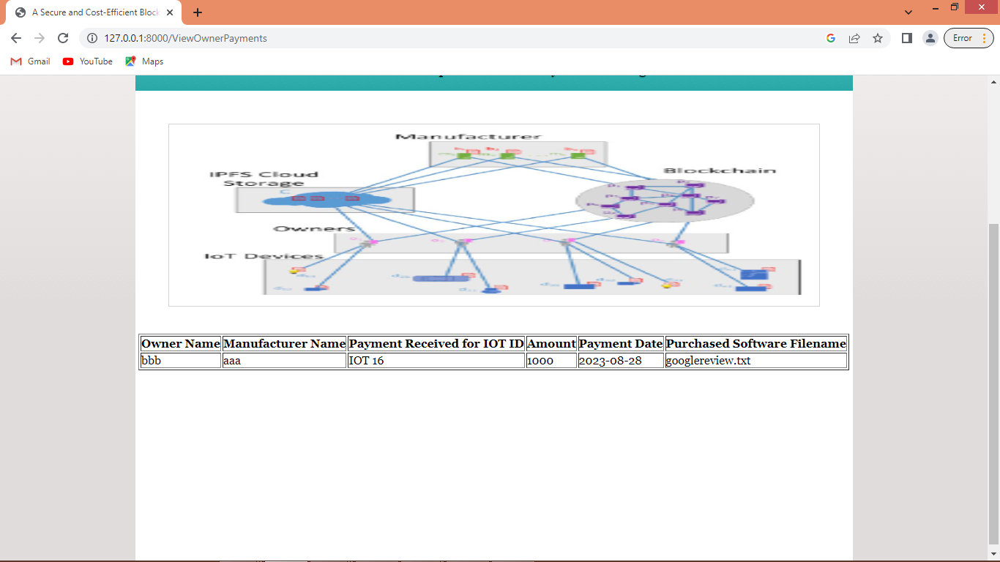 A Secure and Cost-Efficient Block
127.0.0.1:8000/ViewOwnerPayments
Error
Gmail
YouTube
Maps
Manufacturer
IPFS Cloud
Storage
Blockchain
C
Owners
IoT Devices
Owner Name Manufacturer Name Payment Received for IOT ID Amount Payment Date Purchased Software Filename
bbb aaa IOT 16 1000 2023-08-28 googlereview.txt